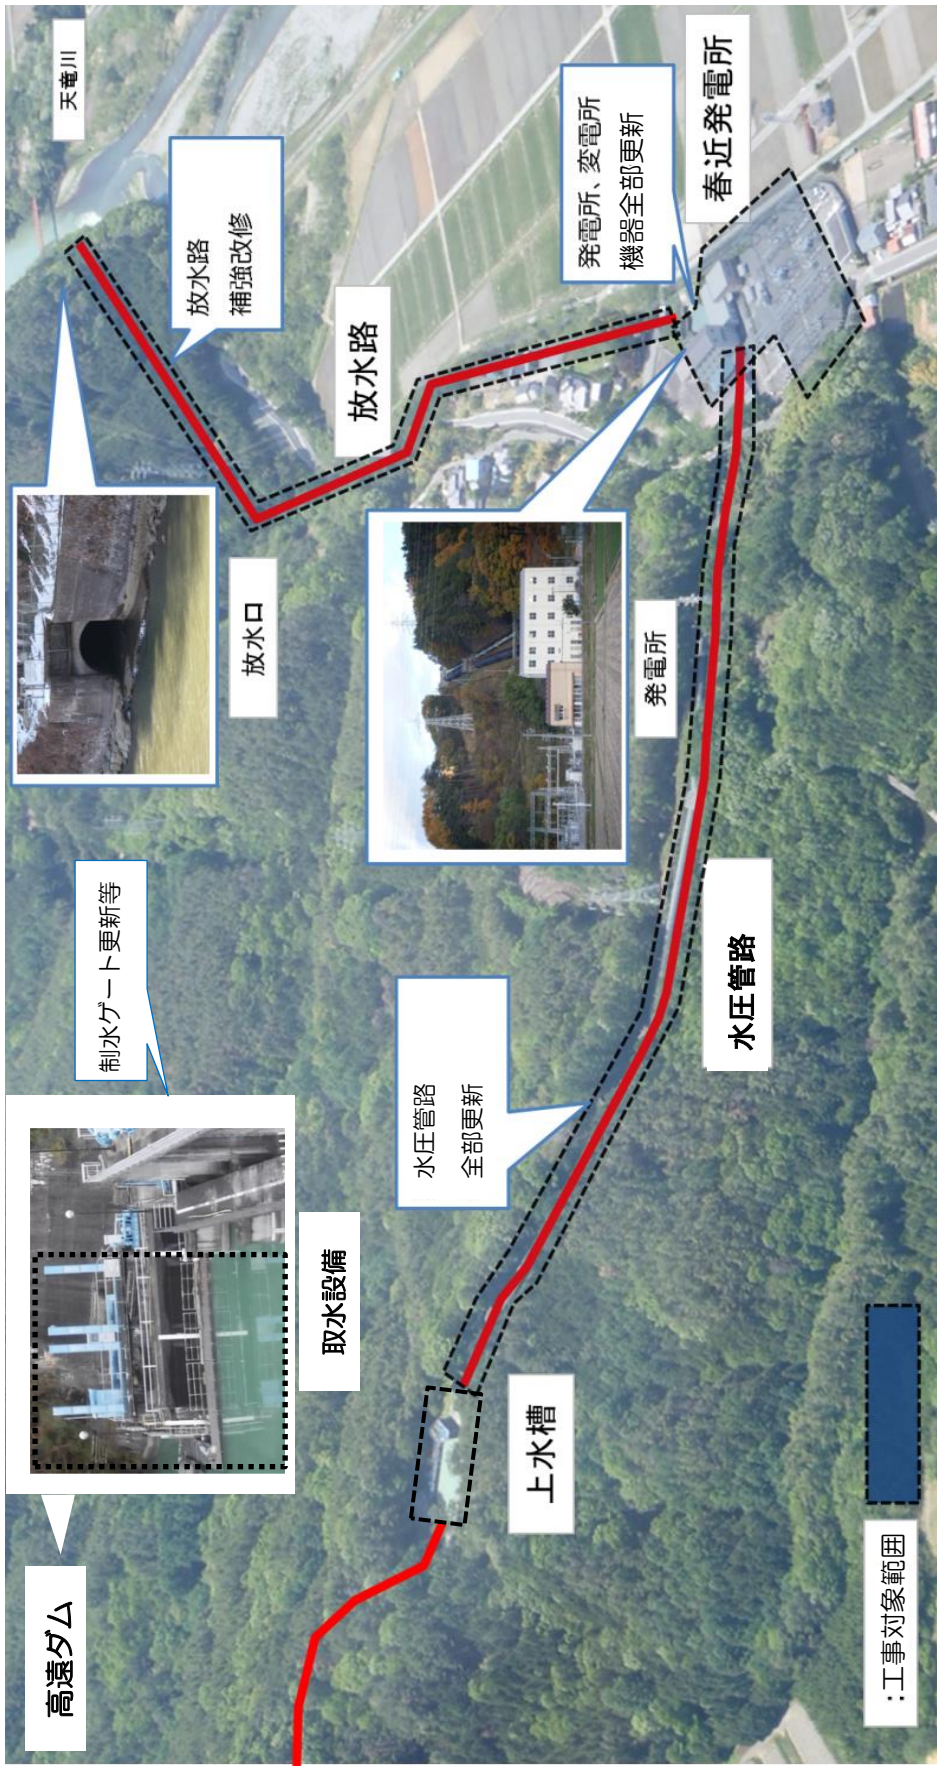 高遠ダム
取水設備
制水ゲート更新等
放水口
放水路
補強改修
天竜川
放水路
上水槽
水圧管路
全部更新
水圧管路
発電所
発電所、変電所
機器全部更新
春近発電所
：工事対象範囲